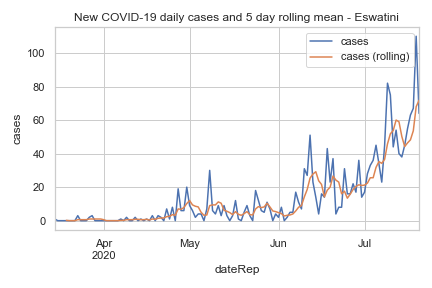 New COVID-19 daily cases and 5 day rolling mean - Eswatini
cases
cases (rolling)
100
80
60
40
20
0
cases
Apr
2020
May
Jun
Jul
dateRep